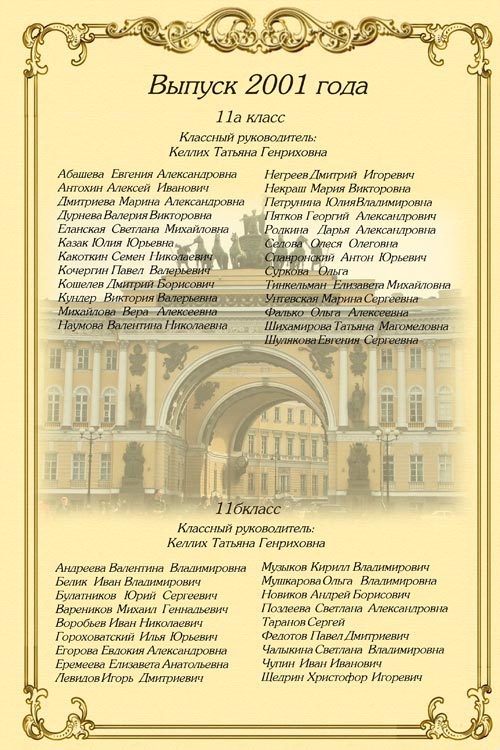 Выпуск 2001 года
11а класс
Классный руководитель:
Келлих Татьяна Генриховна
Абашева Евгения Александровна
Антохин Алексей Иванович
Дмитриева Марина Александровна
Дурнева Валерия Викторовна
Еланская Светлана Михайловна
Казак Юлия Юрьевна
Какоткин Семен Николаевич
Кочергин Павел Валерьевич
Кошелев Дмитрий Борисович
Кундер Виктория Валерьевна
Михайлова Вера Алексеевна
Наумова Валентина Николаевна
Негреев Дмитрий Игоревич
Некраш Мария Викторовна
Петрунина Юлия Владимировна
Пятков Георгий Александрович
Родкина Дарья Александровна
Седова Олеся Олеговна
Спавронский Антон Юрьевич
Суркова Ольга
Тинкельман Елизавета Михайловна
Унтевская Марина Сергеевна
Фалько Ольга Алексеевна
Шихамирова Татьяна Магомедовна
Шулякова Евгения Сергеевна
11бкласс
Классный руководитель:
Келлих Татьяна Генриховна
Андреева Валентина Владимировна
Белик Иван Владимирович
Булатников Юрий Сергеевич
Вареников Михаил Геннадьевич
Воробьев Иван Николаевич
Гороховатский Илья Юрьевич
Егорова Евдокия Александровна
Еремеева Елизавета Анатольевна
Левидов Игорь Дмитриевич
Музыков Кирилл Владимирович
Мушкарова Ольга Владимировна
Новиков Андрей Борисович
Поздеева Светлана Александровна
Таранов Сергей
Федотов Павел Дмитриевич
Чалыкина Светлана Владимировна
Чупин Иван Иванович
Щедрин Христофор Игоревич